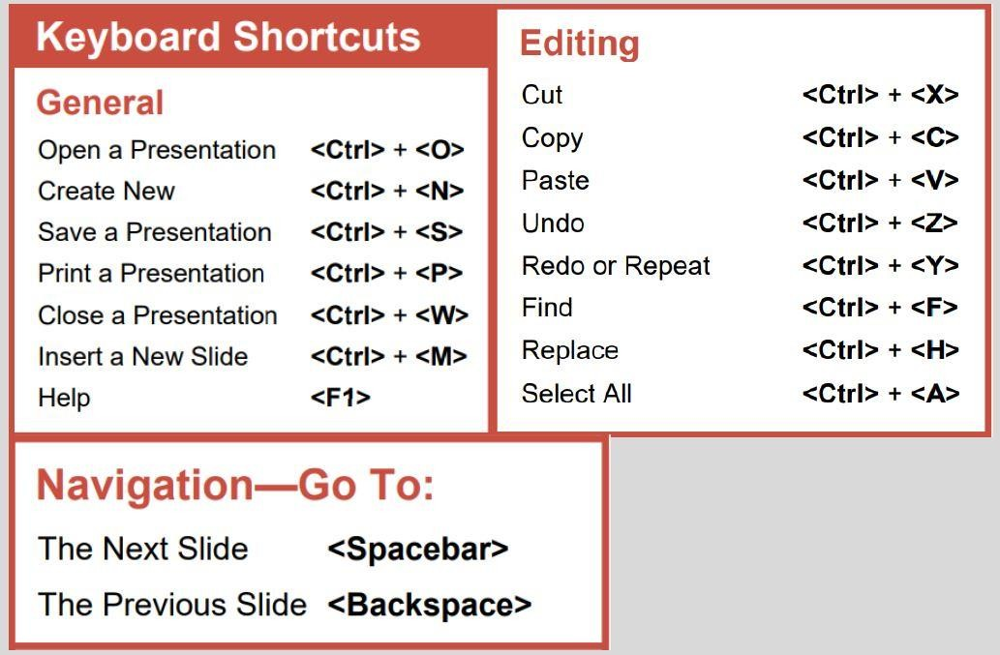 Keyboard Shortcuts
General
Open a Presentation <Ctrl> + <O>
Create New <Ctrl> + <N>
Save a Presentation <Ctrl> + <S>
Print a Presentation <Ctrl> + <P>
Close a Presentation <Ctrl> + <W>
Insert a New Slide <Ctrl> + <M>
Help <F1>
Editing
Cut <Ctrl> + <X>
Copy <Ctrl> + <C>
Paste <Ctrl> + <V>
Undo <Ctrl> + <Z>
Redo or Repeat <Ctrl> + <Y>
Find <Ctrl> + <F>
Replace <Ctrl> + <H>
Select All <Ctrl> + <A>
Navigation—Go To:
The Next Slide <Spacebar>
The Previous Slide <Backspace>